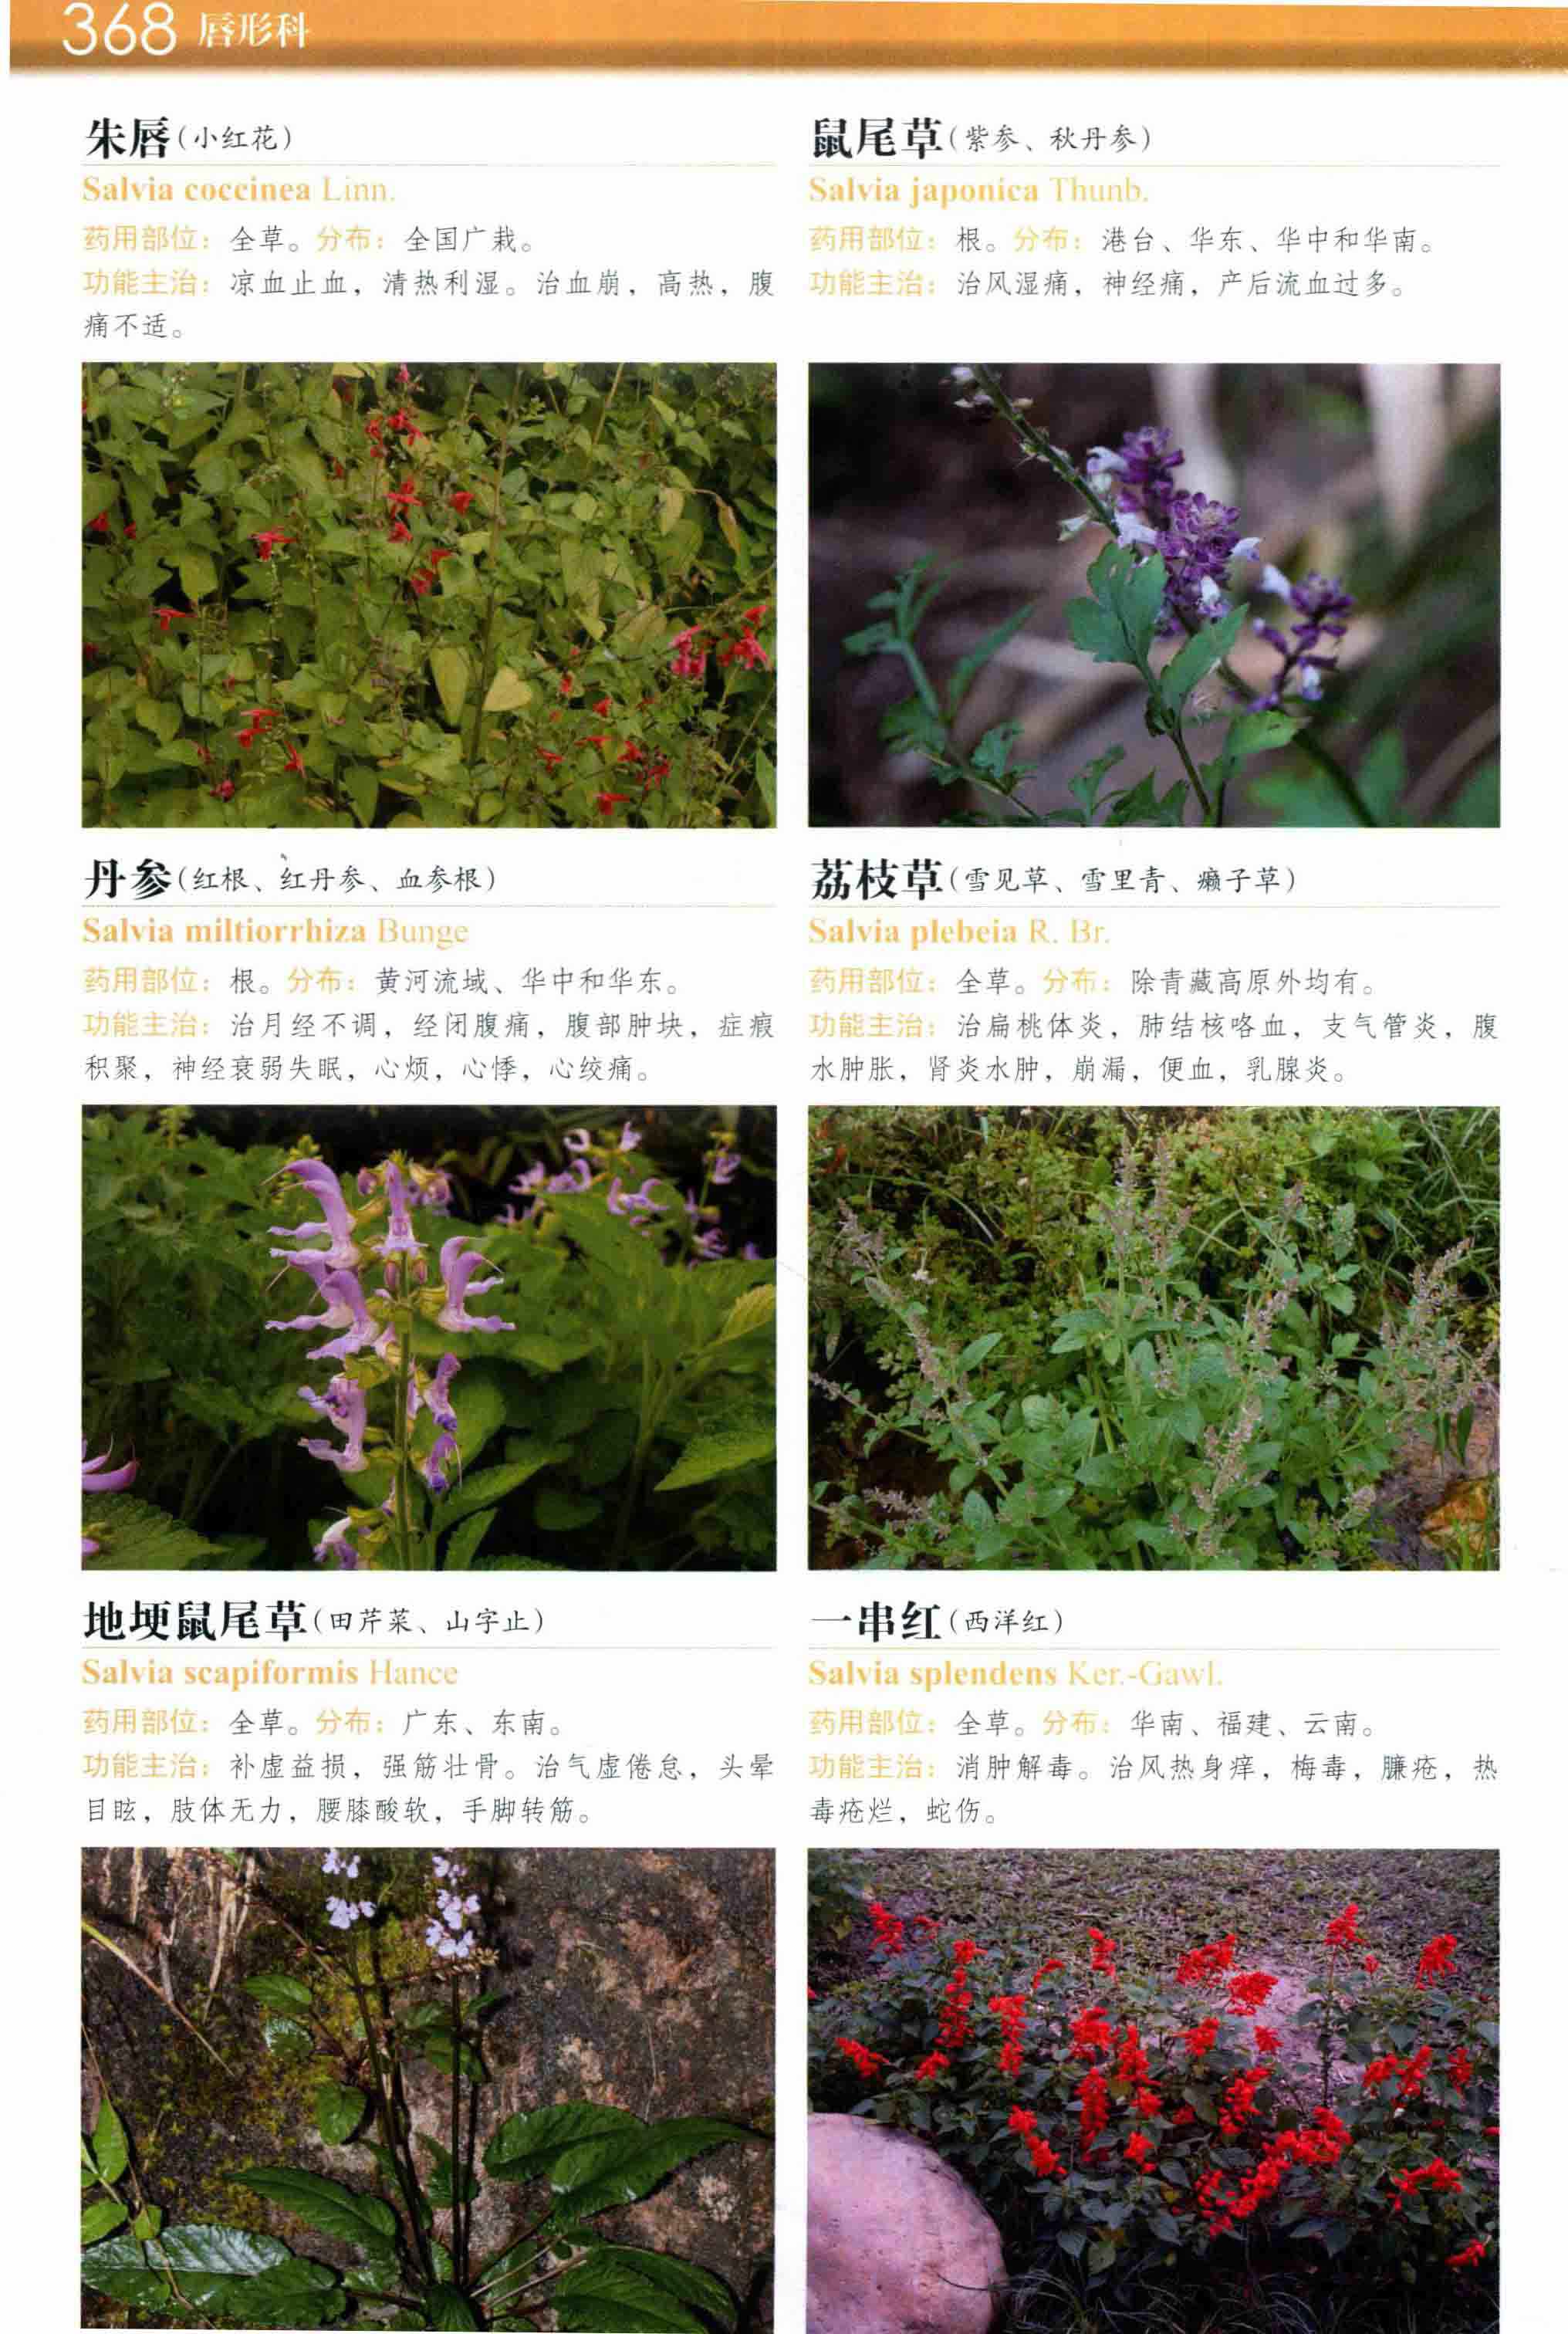 368 唇形科
朱唇(小红花)
Salvia coccinea Linn.
药用部位：全草。分布：全国广栽。
功能主治：凉血止血，清热利湿。治血崩，高热，腹
痛不适。
鼠尾草(紫参、秋丹参)
Salvia japonica Thunb.
药用部位：根。分布：港台、华东、华中和华南。
功能主治：治风湿痛，神经痛，产后流血过多。
丹参(红根、红丹参、血参根)
Salvia miltiorrhiza Bunge
药用部位：根。分布：黄河流域、华中和华东。
功能主治：治月经不调，经闭腹痛，腹部肿块，症瘕
积聚，神经衰弱失眠，心烦，心悸，心绞痛。
荔枝草(雪见草、雪里青、癞子草)
Salvia plebeia R. Br.
药用部位：全草。分布：除青藏高原外均有。
功能主治：治扁桃体炎，肺结核咯血，支气管炎，腹
水肿胀，肾炎水肿，崩漏，便血，乳腺炎。
地埂鼠尾草(田芹菜、山字止)
Salvia scapiformis Hance
药用部位：全草。分布：广东、东南。
功能主治：补虚益损，强筋壮骨。治气虚倦怠，头晕
目眩，肢体无力，腰膝酸软，手脚转筋。
一串红(西洋红)
Salvia splendens Ker.-Gawl.
药用部位：全草。分布：华南、福建、云南。
功能主治：消肿解毒。治风热身痒，梅毒，臁疮，热
毒疮烂，蛇伤。